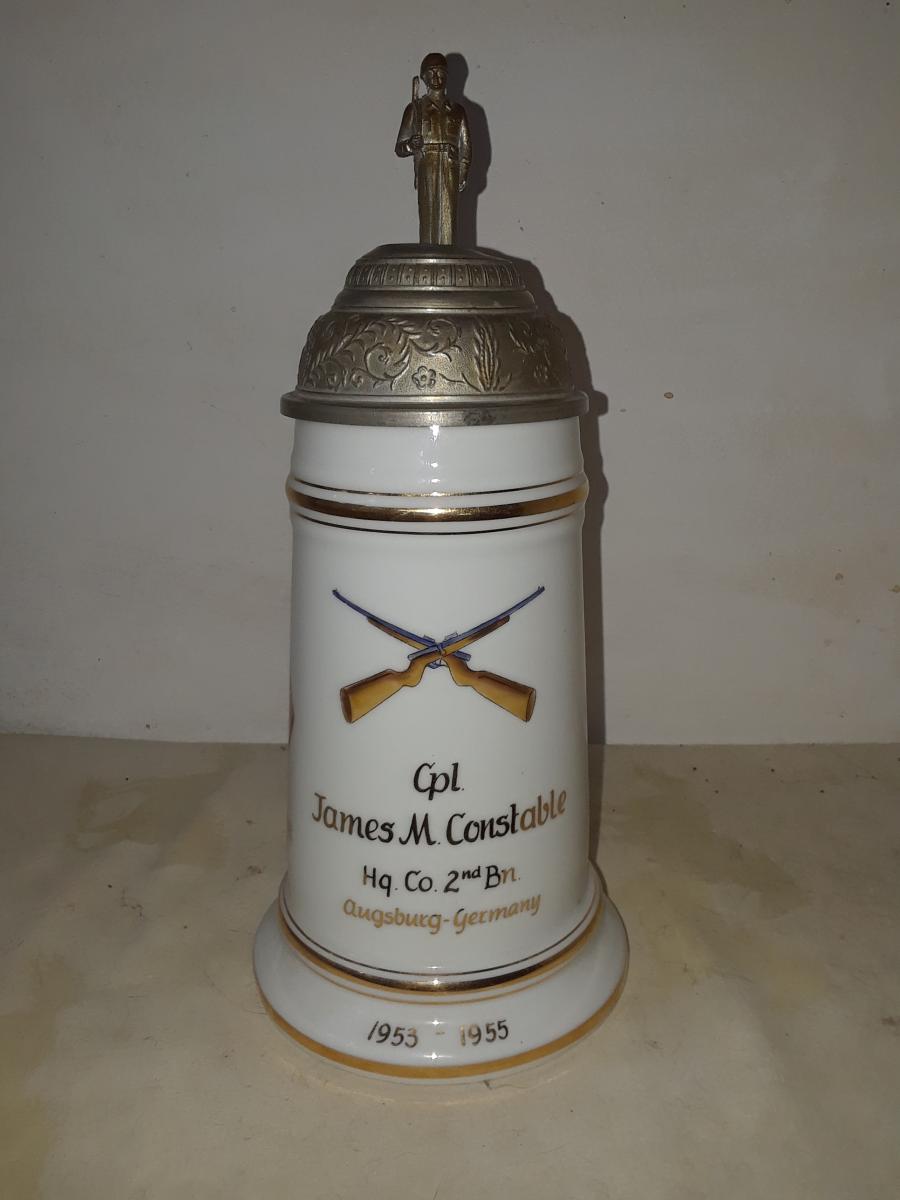 Cpl.
James M. Constable
Hq. Co. 2nd Bn.
Augsburg-Germany
1953 - 1955